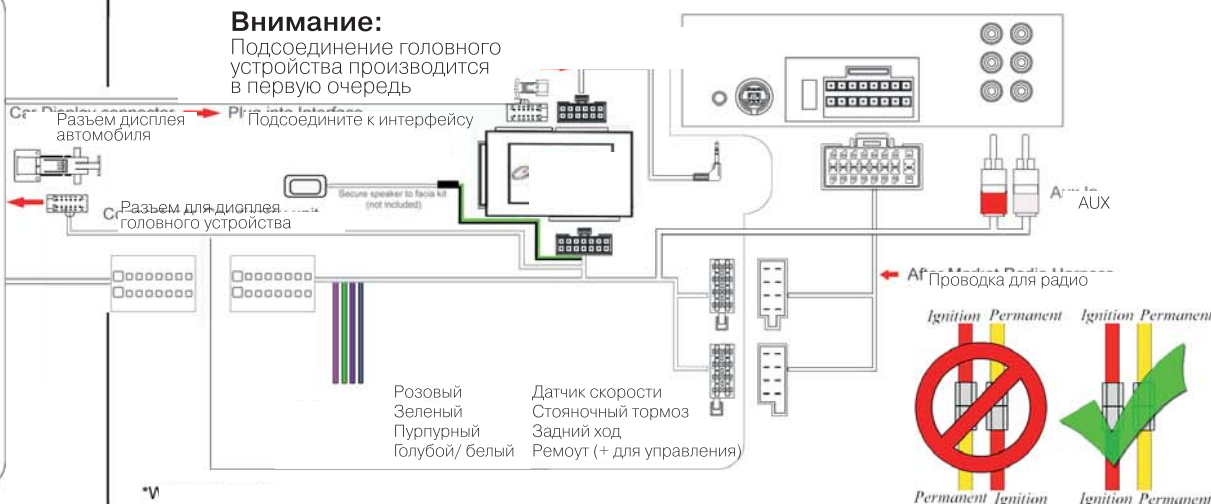 Внимание:
Подсоединение головного
устройства производится
в первую очередь
Разъем дисплея
автомобиля
Подсоедините к интерфейсу
Secure speaker to facia kit
(not included)
Разъем для дисплея
головного устройства
AUX
Проводка для радио
Ignition Permanent
Ignition Permanent
Розовый Датчик скорости
Зеленый Стояночный тормоз
Пурпурный Задний ход
Голубой/ белый Ремоут (+ для управления)
Permanent Ignition
Ignition Permanent